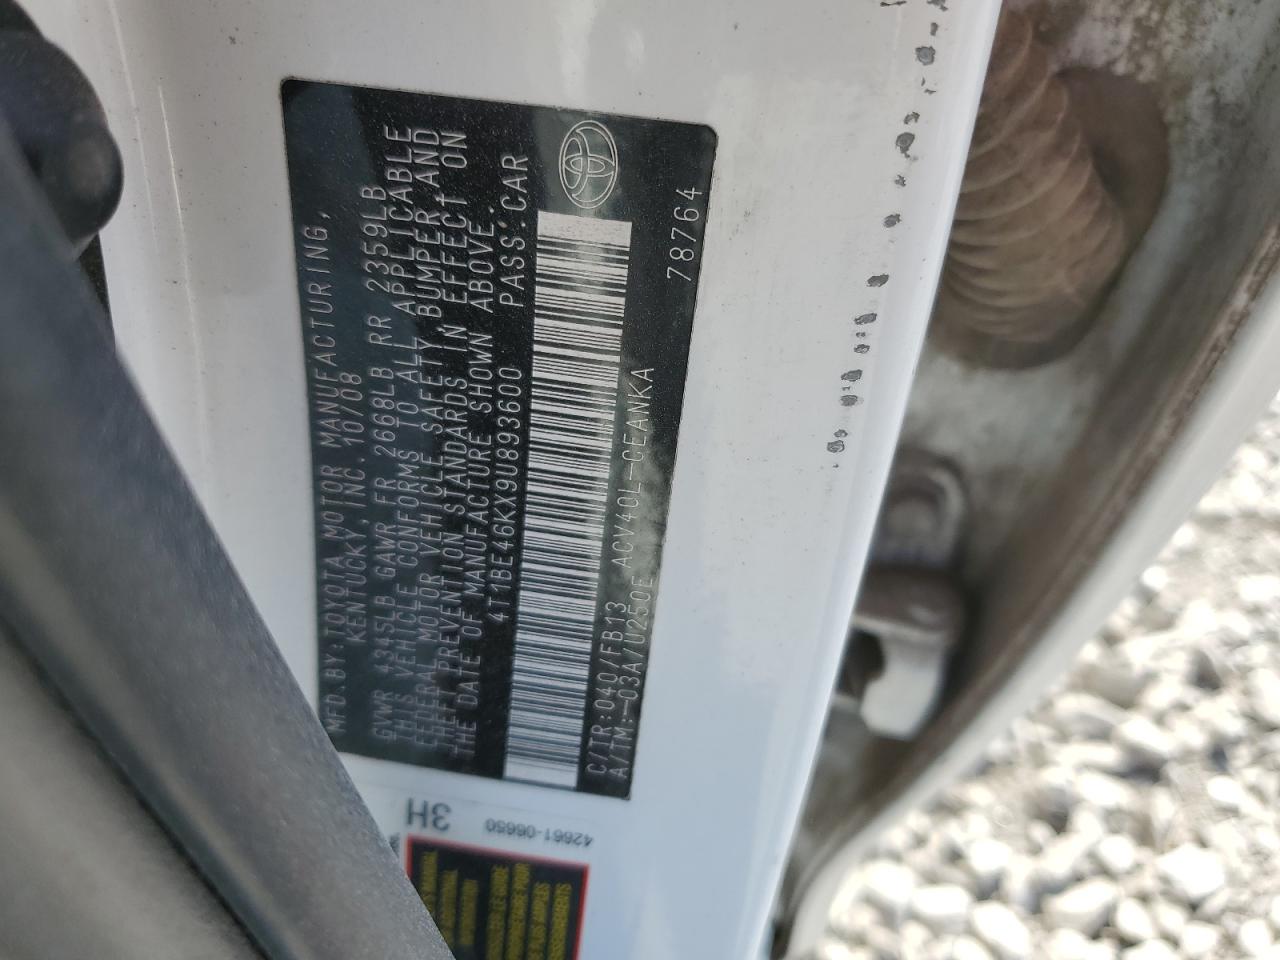 MFD.BY:TOYOTA MOTOR MANUFACTURING,
KENTUCKY, INC. 10/08
GVWR 4345LB GAWR FR 2668LB RR 2359LB
THIS VEHICLE CONFORMS TO ALL APPLICABLE
FEDERAL MOTOR VEHICLE SAFETY, BUMPER, AND
THEFT PREVENTION STANDARDS IN EFFECT ON
THE DATE OF MANUFACTURE SHOWN ABOVE.
4T1BE46KX9U893600 PASS.CAR
C/TR:040/FB13 ACV40L-CEANKA
A/TM:-03A/U250E
78764
3H
42661-06650